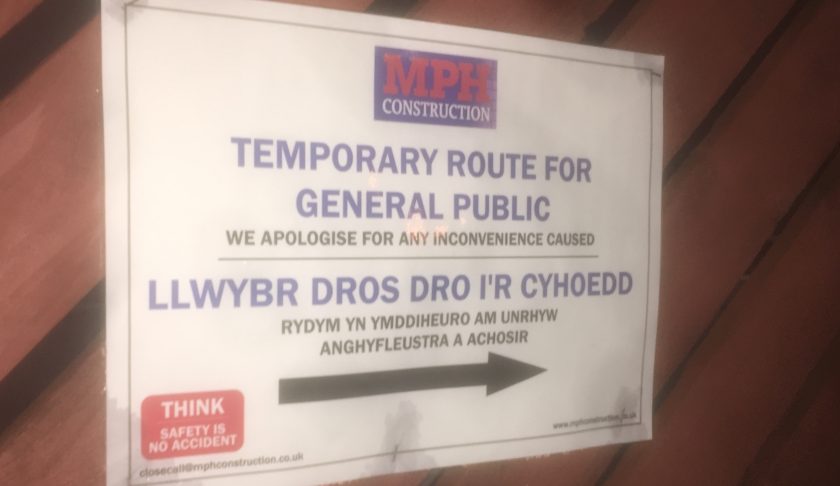 MPH
CONSTRUCTION
TEMPORARY ROUTE FOR
GENERAL PUBLIC
WE APOLOGISE FOR ANY INCONVENIENCE CAUSED
LLWYBR DROS DRO I'R CYHOEDD
RYDYM YN YMDDIHEURO AM UNRHYW
ANGHYFLEUSTRA A ACHOSIR
THINK
SAFETY IS
NO ACCIDENT
closecall@mphconstruction.co.uk
www.mphconstruction.co.uk